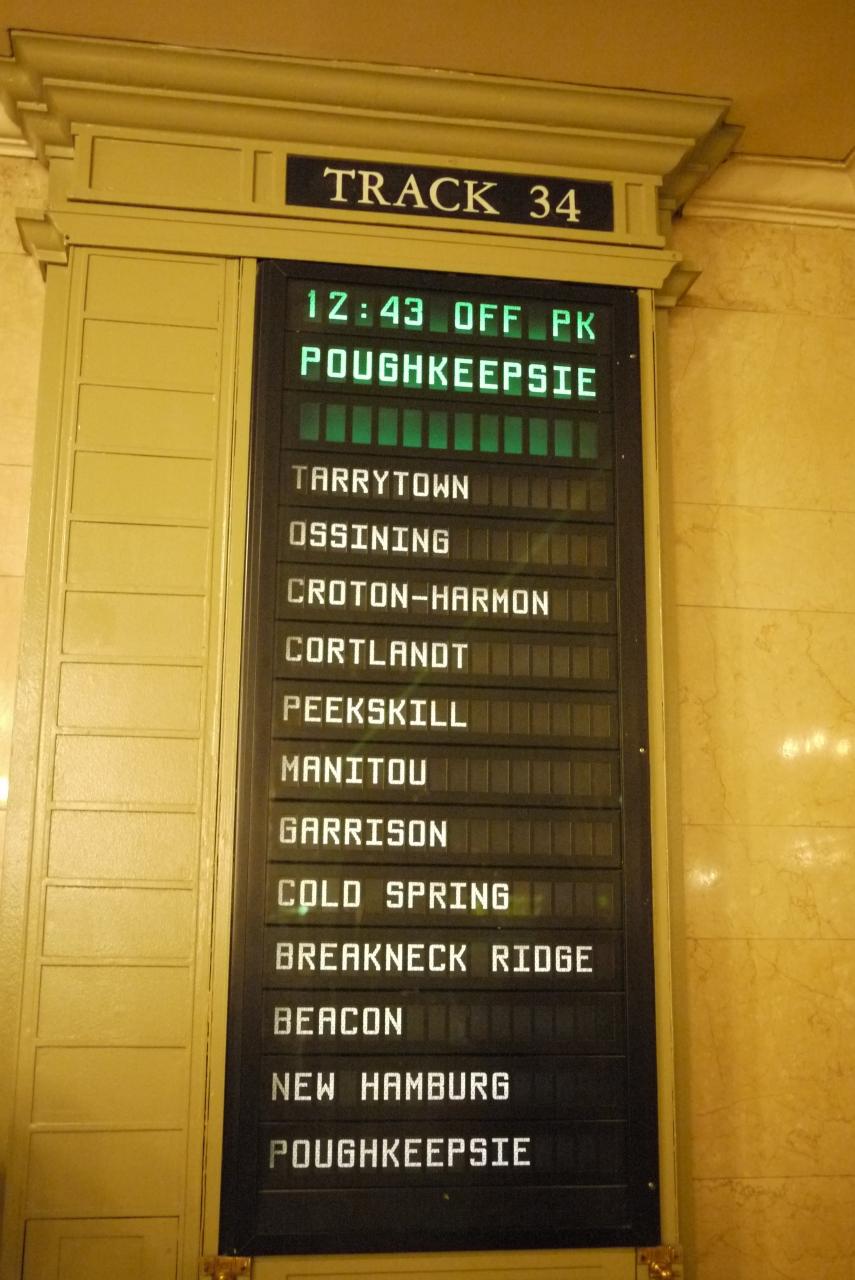 TRACK 34
12:43 OFF PK
POUGHKEEPSIE
TARRYTOWN
OSSINING
CROTON-HARMON
CORTLANDT
PEEKSKILL
MANITOU
GARRISON
COLD SPRING
BREAKNECK RIDGE
BEACON
NEW HAMBURG
POUGHKEEPSIE